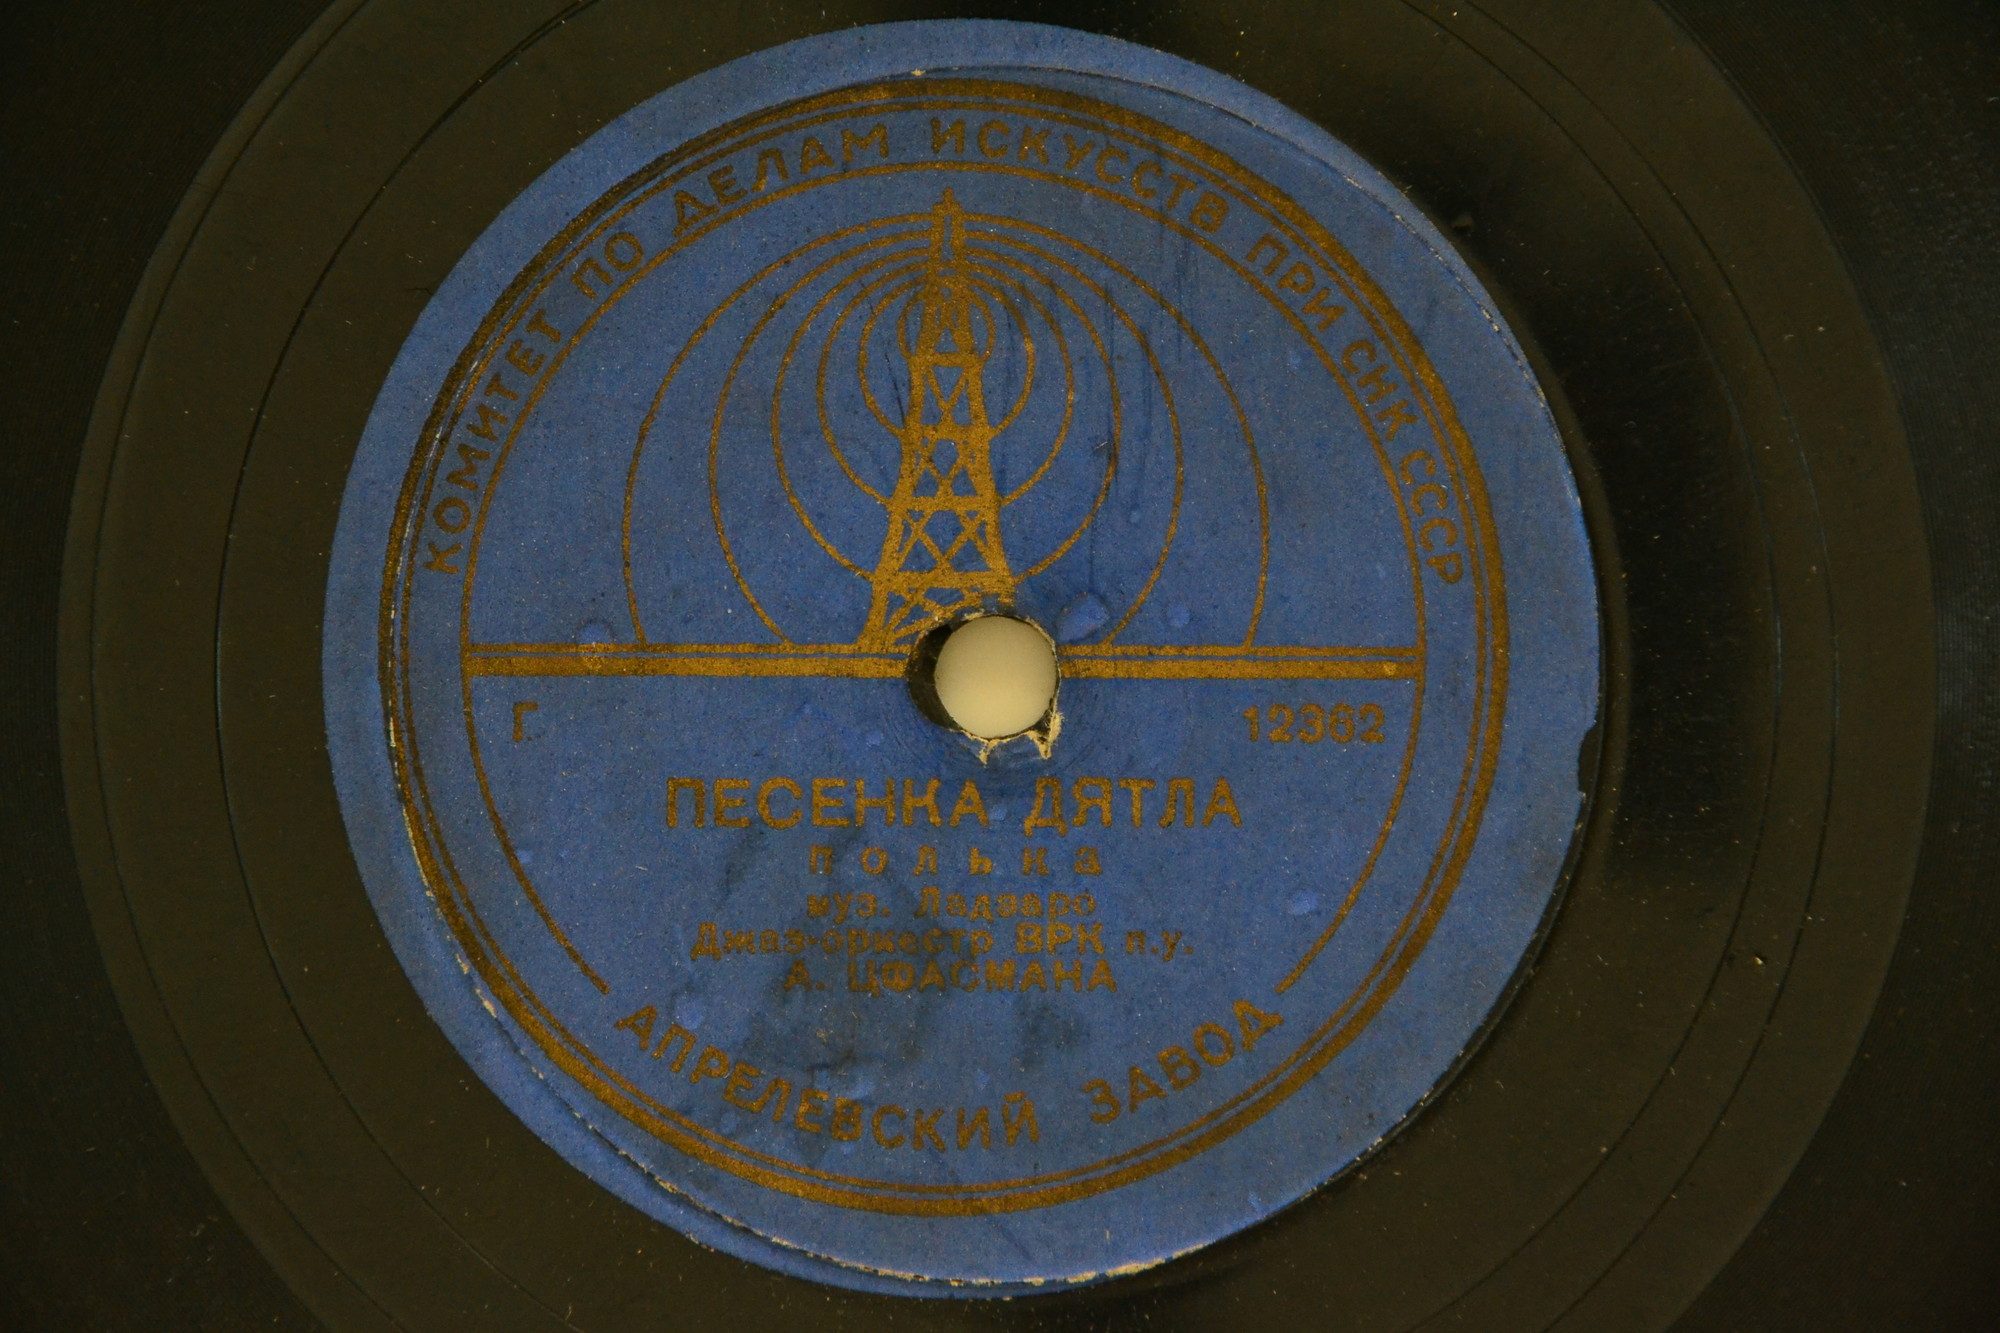 КОМИТЕТ ПО ДЕЛАМ ИСКУССТВ ПРИ СНК СССР
Г. 12362
ПЕСЕНКА ДЯТЛА
полька
муз. Ладзаро
Джаз-оркестр ВРК п.у.
А. ЦФАСМАНА
АПРЕЛЕВСКИЙ ЗАВОД